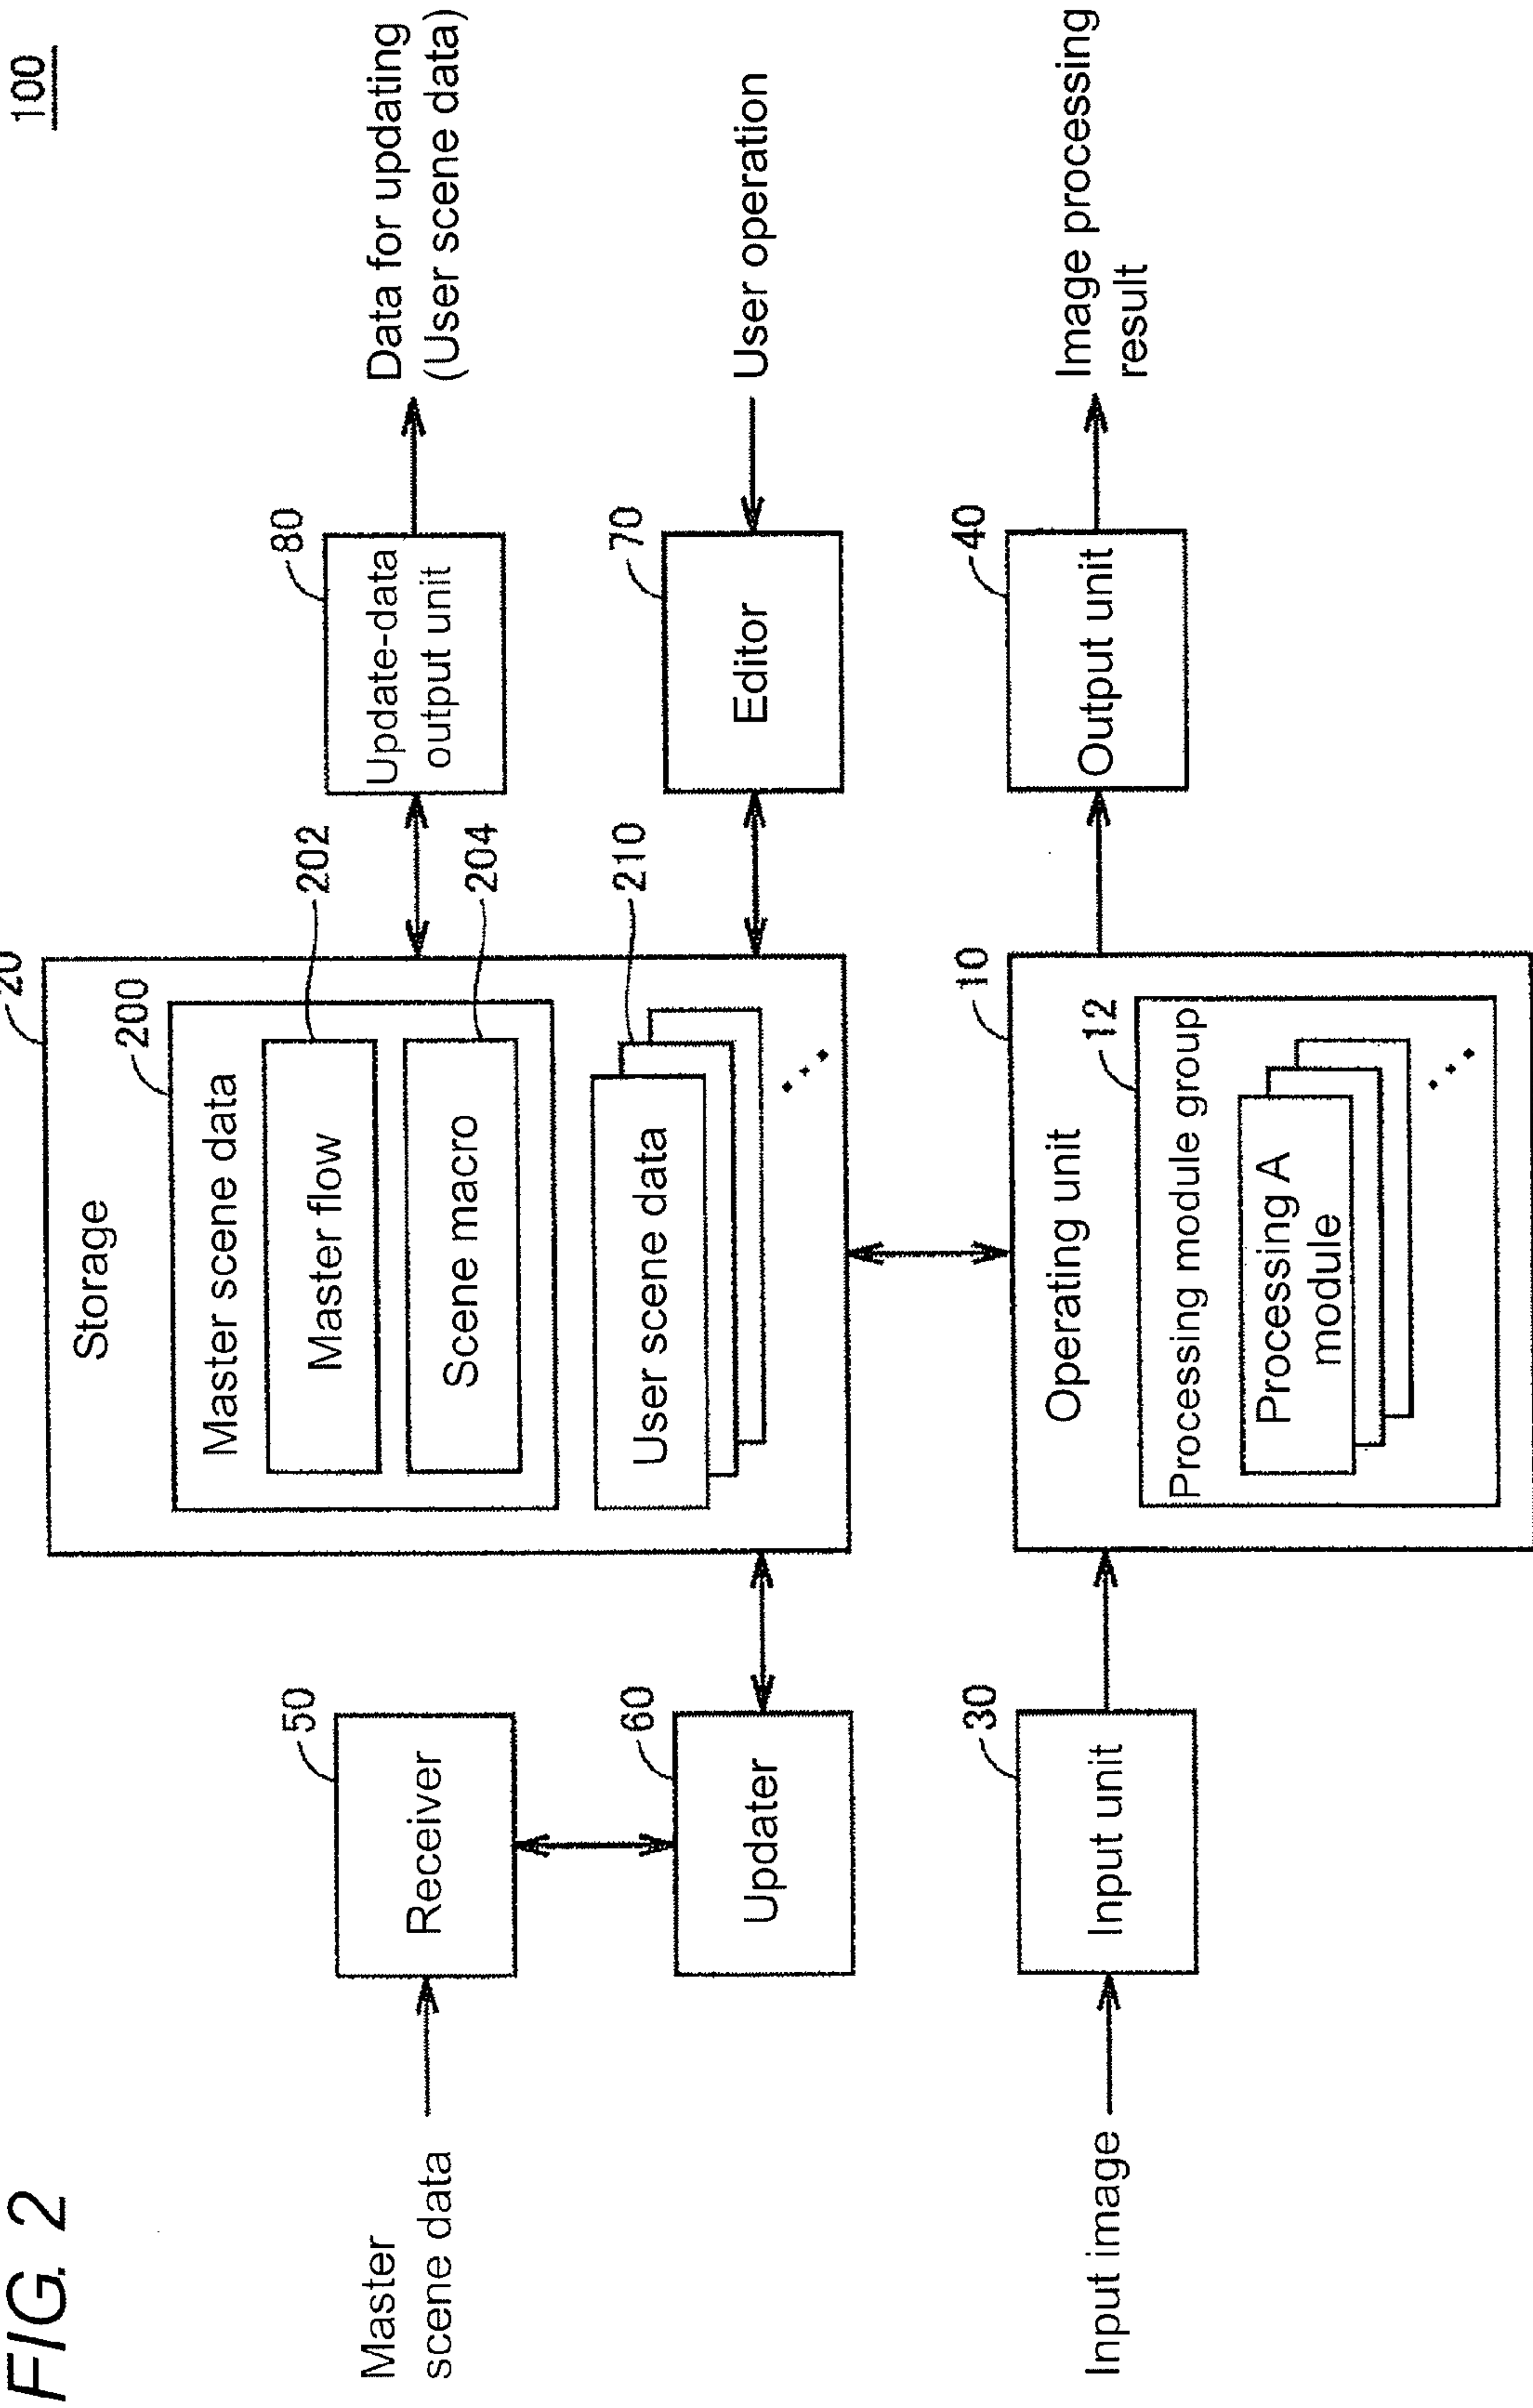 FIG. 2
100
20
Storage
200
Master scene data
202
Master flow
204
Scene macro
210
User scene data
50
Receiver
Master
scene data
60
Updater
80
Update-data
output unit
Data for updating
(User scene data)
70
Editor
User operation
30
Input unit
Input image
10
Operating unit
12
Processing module group
Processing A
module
40
Output unit
Image processing
result